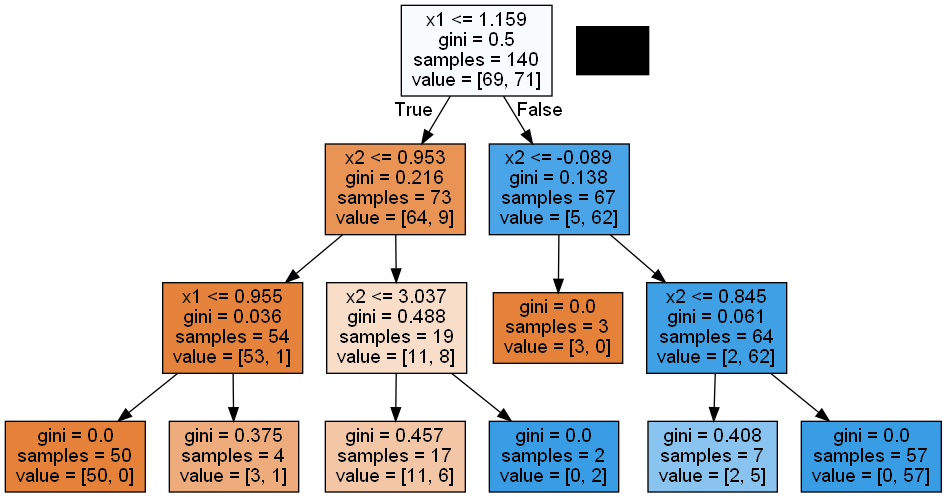 x1 <= 1.159
gini = 0.5
samples = 140
value = [69, 71]
True
False
x2 <= 0.953
gini = 0.216
samples = 73
value = [64, 9]
x2 <= -0.089
gini = 0.138
samples = 67
value = [5, 62]
x1 <= 0.955
gini = 0.036
samples = 54
value = [53, 1]
x2 <= 3.037
gini = 0.488
samples = 19
value = [11, 8]
gini = 0.0
samples = 3
value = [3, 0]
x2 <= 0.845
gini = 0.061
samples = 64
value = [2, 62]
gini = 0.0
samples = 50
value = [50, 0]
gini = 0.375
samples = 4
value = [3, 1]
gini = 0.457
samples = 17
value = [11, 6]
gini = 0.0
samples = 2
value = [0, 2]
gini = 0.408
samples = 7
value = [2, 5]
gini = 0.0
samples = 57
value = [0, 57]